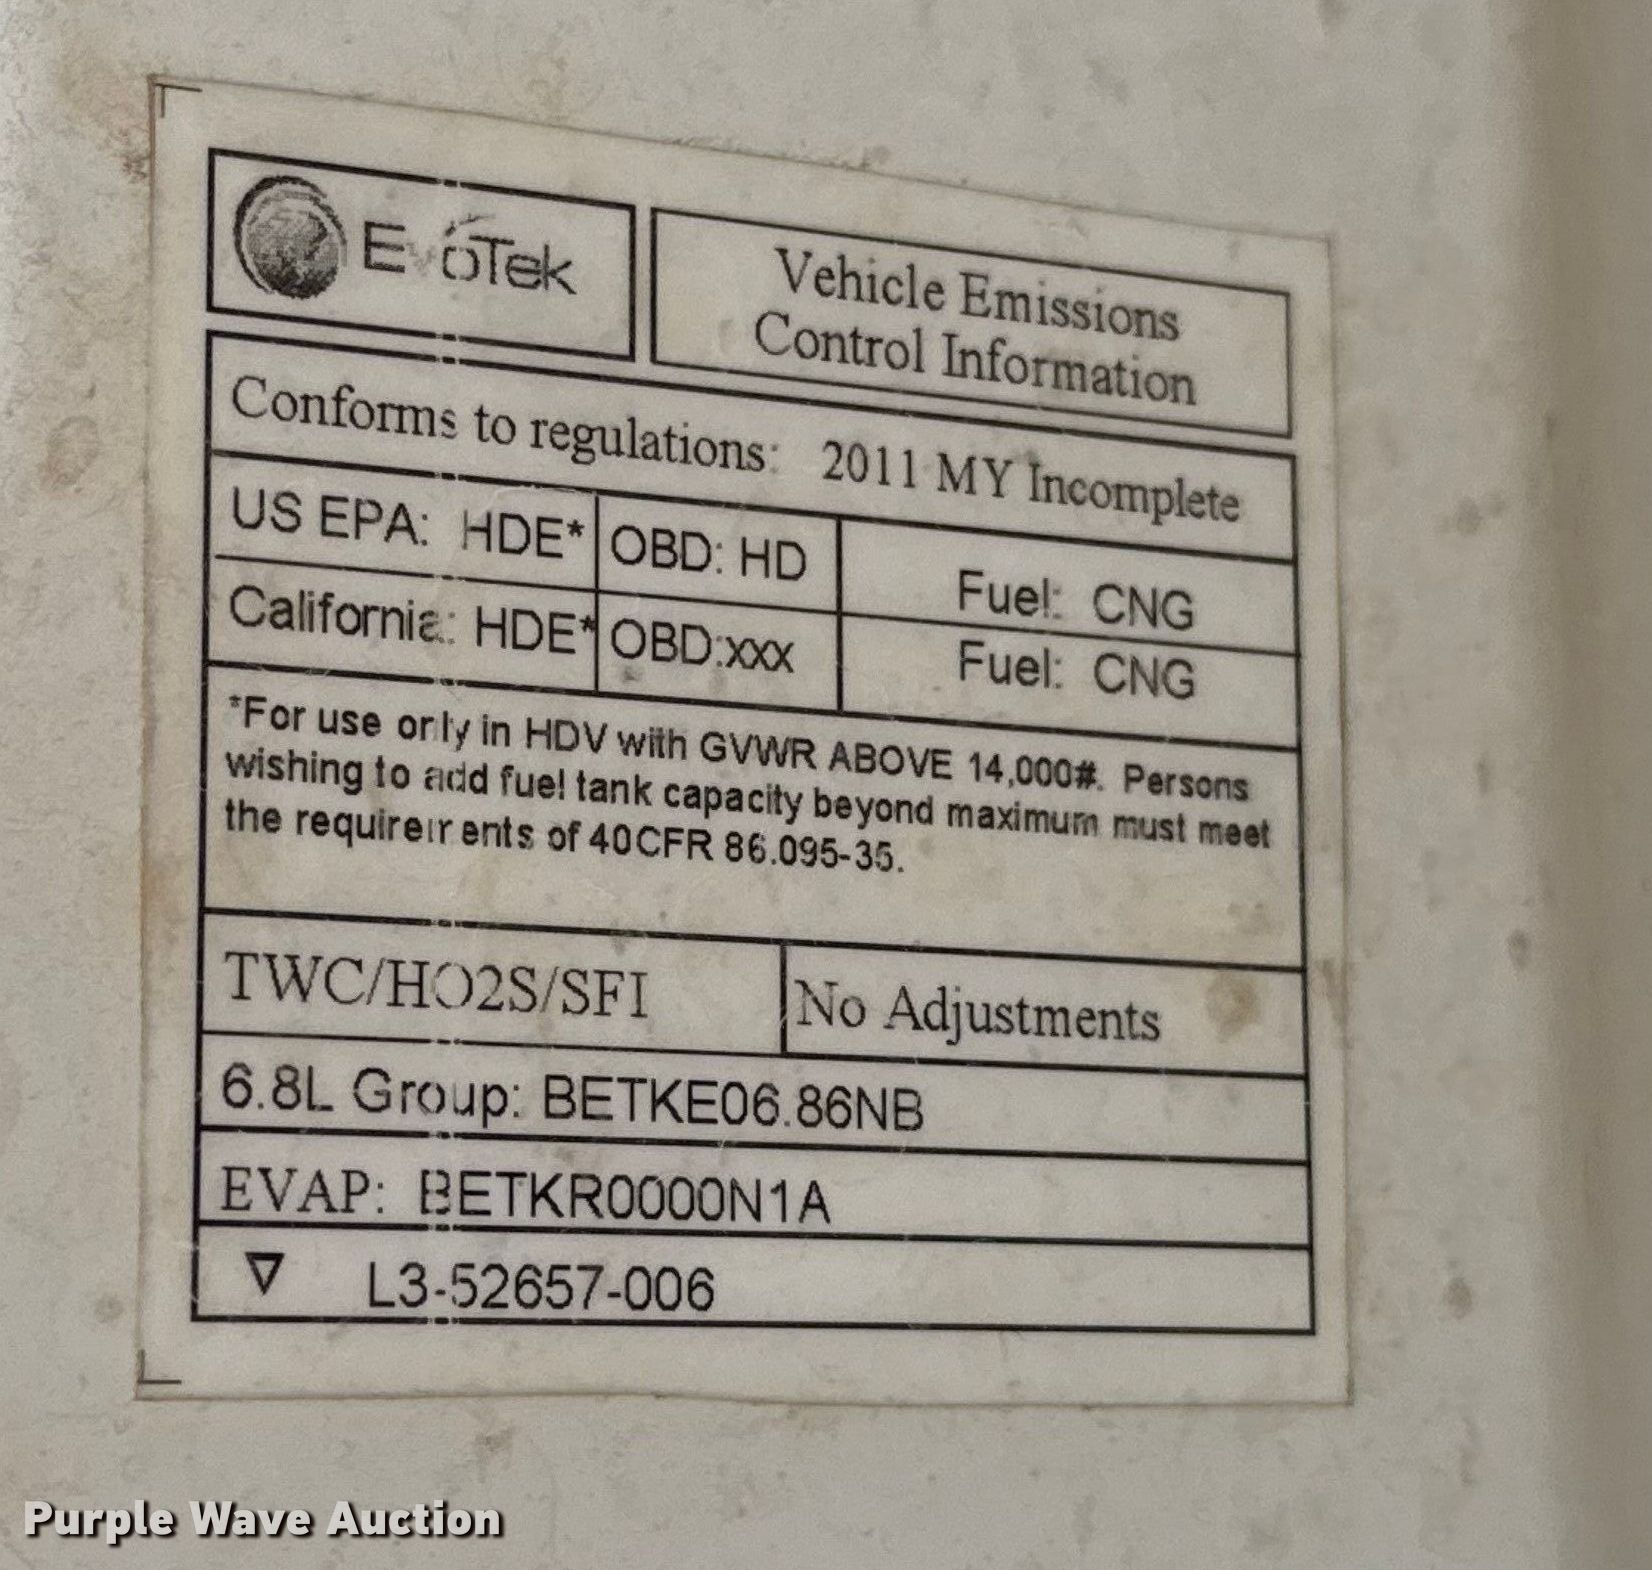 EvoTek
Vehicle Emissions
Control Information
Conforms to regulations: 2011 MY Incomplete
US EPA: HDE* OBD: HD Fuel: CNG
California: HDE* OBD:xxx Fuel: CNG
*For use only in HDV with GVWR ABOVE 14,000#. Persons
wishing to add fuel tank capacity beyond maximum must meet
the requirements of 40CFR 86.095-35.
TWC/HO2S/SFI No Adjustments
6.8L Group: BETKE06.86NB
EVAP: BETKR0000N1A
L3-52657-006
Purple Wave Auction